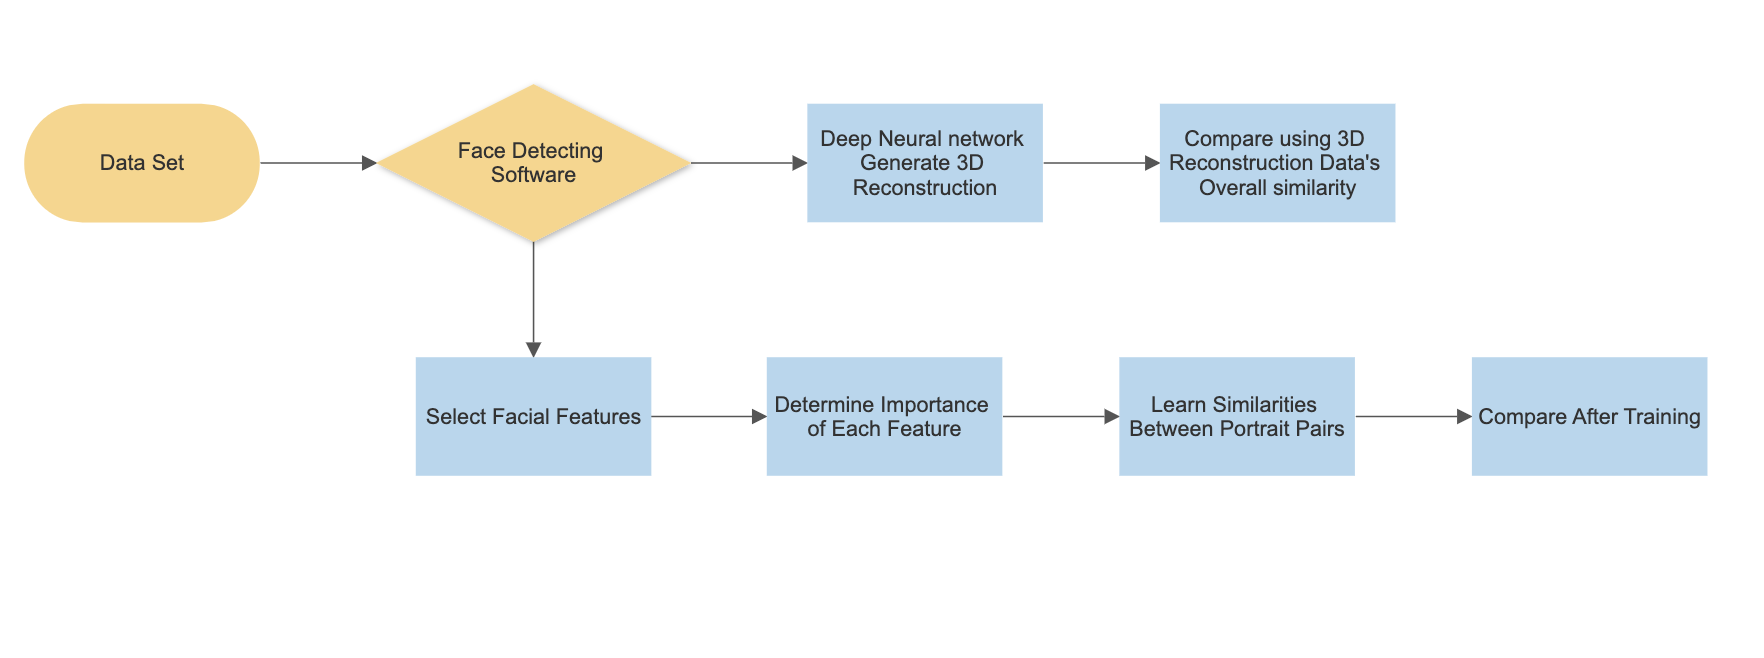 Data Set
Face Detecting
Software
Deep Neural network
Generate 3D
Reconstruction
Compare using 3D
Reconstruction Data's
Overall similarity
Select Facial Features
Determine Importance
of Each Feature
Learn Similarities
Between Portrait Pairs
Compare After Training